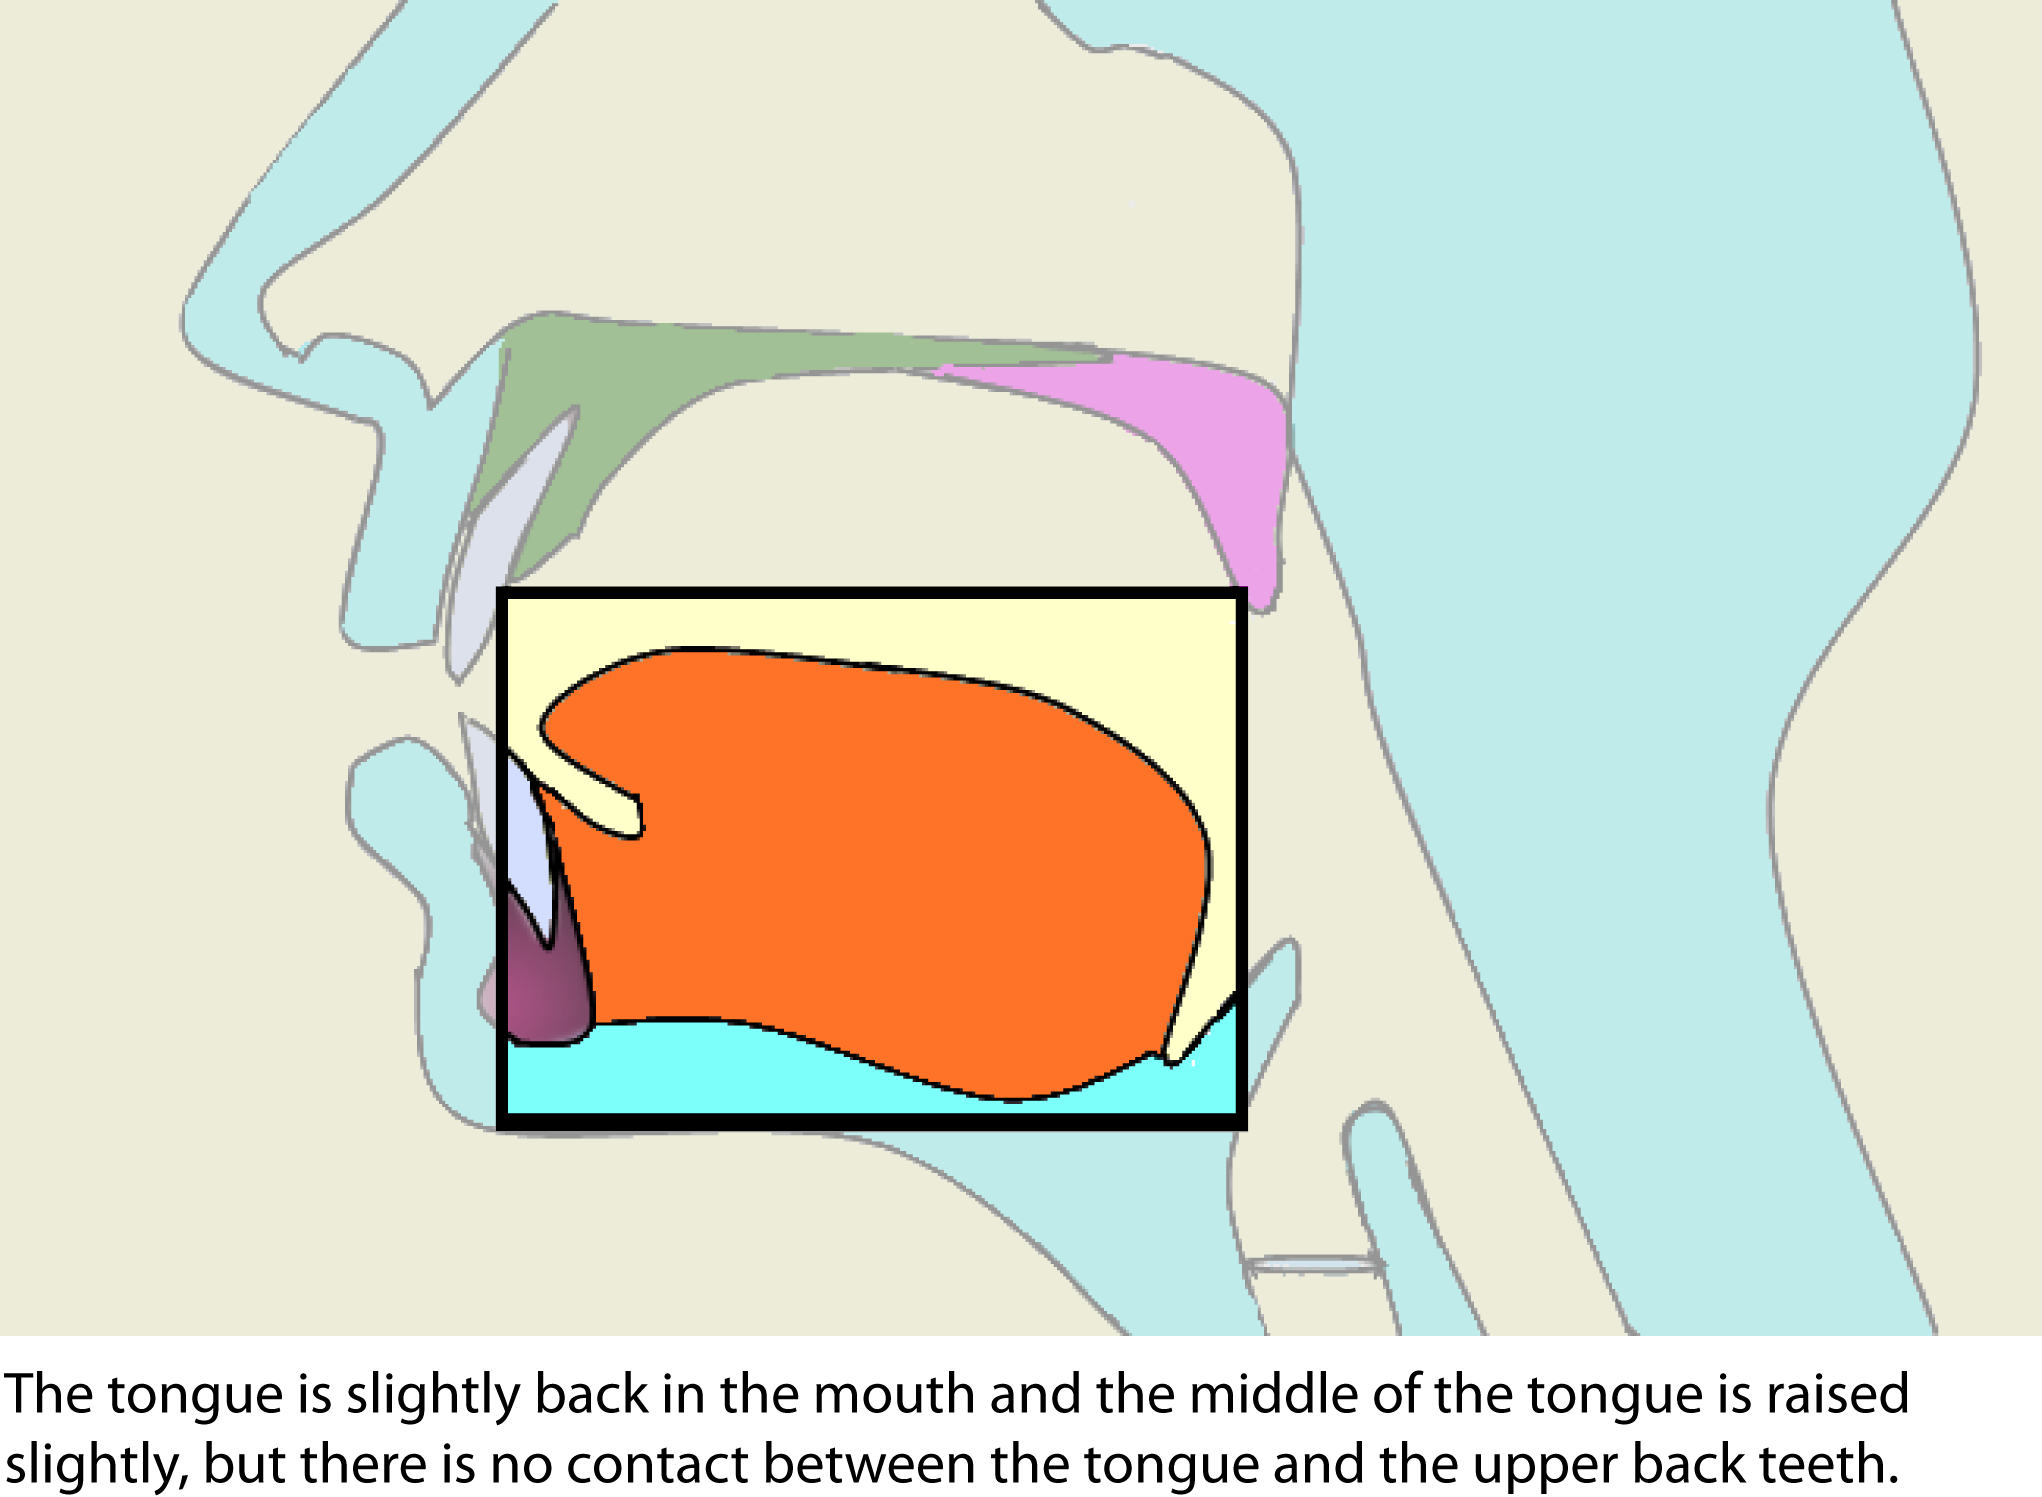 The tongue is slightly back in the mouth and the middle of the tongue is raised
slightly, but there is no contact between the tongue and the upper back teeth.